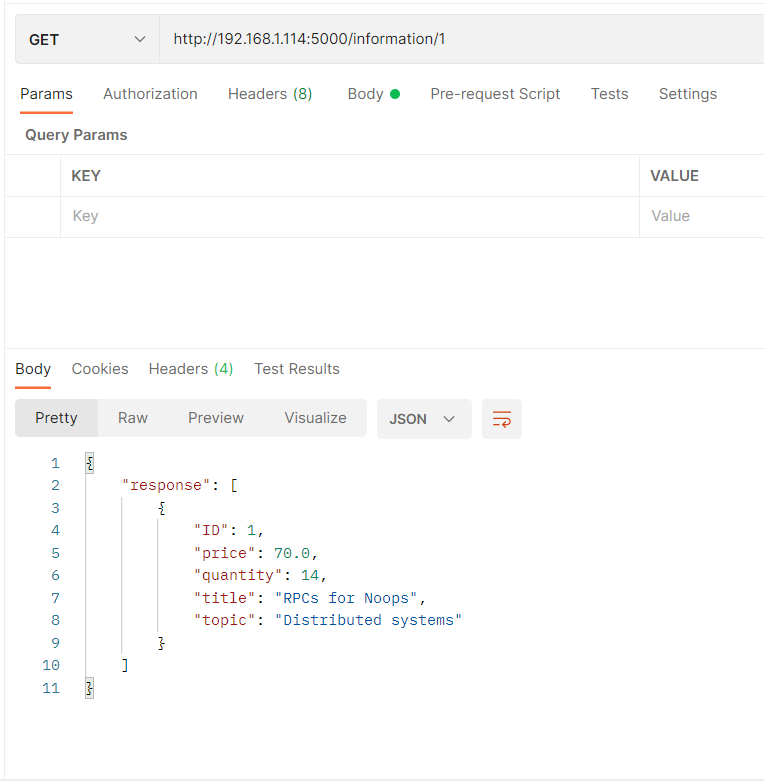 GET http://192.168.1.114:5000/information/1
Params Authorization Headers (8) Body Pre-request Script Tests Settings
Query Params
KEY VALUE
Key Value
Body Cookies Headers (4) Test Results
Pretty Raw Preview Visualize JSON
1 {
2 "response": [
3 {
4 "ID": 1,
5 "price": 70.0,
6 "quantity": 14,
7 "title": "RPCs for Noops",
8 "topic": "Distributed systems"
9 }
10 ]
11 }